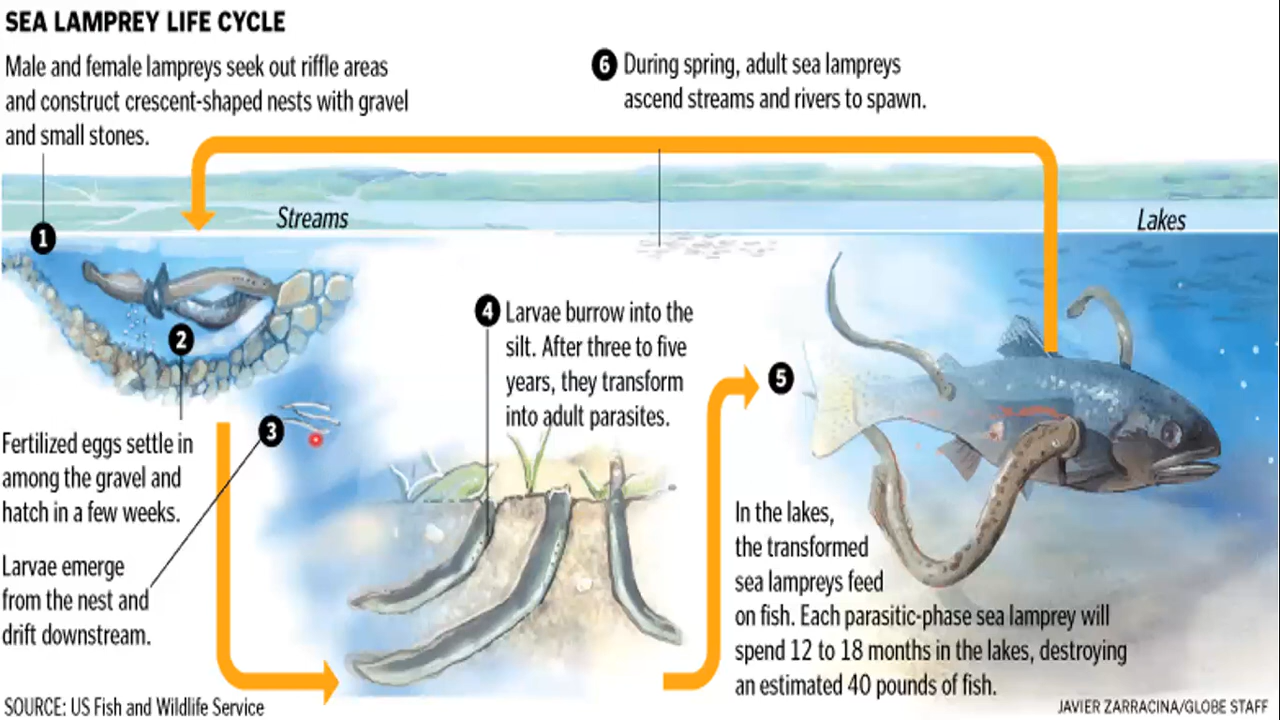 SEA LAMPREY LIFE CYCLE
Male and female lampreys seek out riffle areas
and construct crescent-shaped nests with gravel
and small stones.
6 During spring, adult sea lampreys
ascend streams and rivers to spawn.
Streams
Lakes
1
2
Fertilized eggs settle in
among the gravel and
hatch in a few weeks.
3
Larvae emerge
from the nest and
drift downstream.
4 Larvae burrow into the
silt. After three to five
years, they transform
into adult parasites.
5
In the lakes,
the transformed
sea lampreys feed
on fish. Each parasitic-phase sea lamprey will
spend 12 to 18 months in the lakes, destroying
an estimated 40 pounds of fish.
SOURCE: US Fish and Wildlife Service
JAVIER ZARRACINA/GLOBE STAFF